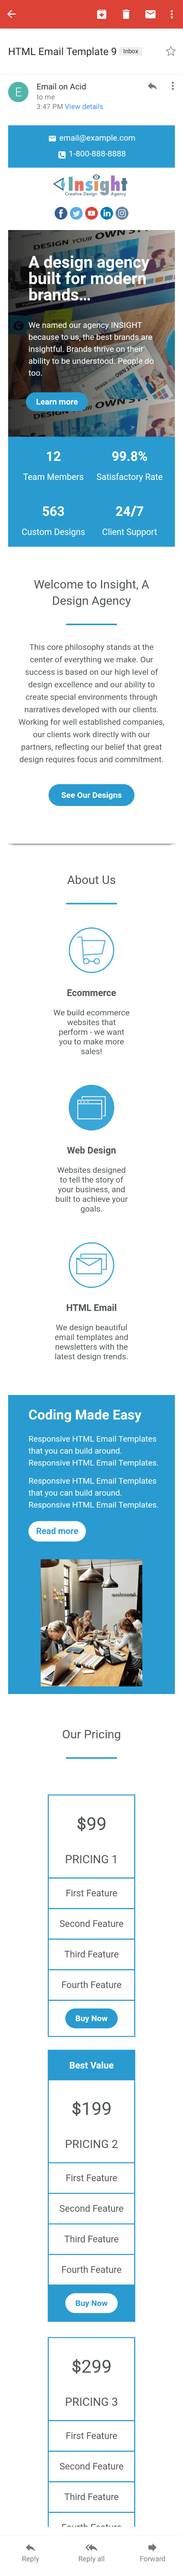 HTML Email Template 9 Inbox
E
Email on Acid
to me
3:47 PM View details
email@example.com
1-800-888-8888
Insight
Creative Design Agency
A design agency
built for modern
brands...
We named our agency INSIGHT
because to us, the best brands are
insightful. Brands thrive on their
ability to be understood. People do
too.
Learn more
12
Team Members
99.8%
Satisfactory Rate
563
Custom Designs
24/7
Client Support
Welcome to Insight, A
Design Agency
This core philosophy stands at the
center of everything we make. Our
success is based on our high level of
design excellence and our ability to
create special environments through
narratives developed with our clients.
Working for well established companies,
our clients work directly with our
partners, reflecting our belief that great
design requires focus and commitment.
See Our Designs
About Us
Ecommerce
We build ecommerce
websites that
perform - we want
you to make more
sales!
Web Design
Websites designed
to tell the story of
your business, and
built to achieve your
goals.
HTML Email
We design beautiful
email templates and
newsletters with the
latest design trends.
Coding Made Easy
Responsive HTML Email Templates
that you can build around.
Responsive HTML Email Templates.
Responsive HTML Email Templates
that you can build around.
Responsive HTML Email Templates.
Read more
Our Pricing
$99
PRICING 1
First Feature
Second Feature
Third Feature
Fourth Feature
Buy Now
Best Value
$199
PRICING 2
First Feature
Second Feature
Third Feature
Fourth Feature
Buy Now
$299
PRICING 3
First Feature
Second Feature
Third Feature
Fourth Feature
Reply
Reply all
Forward